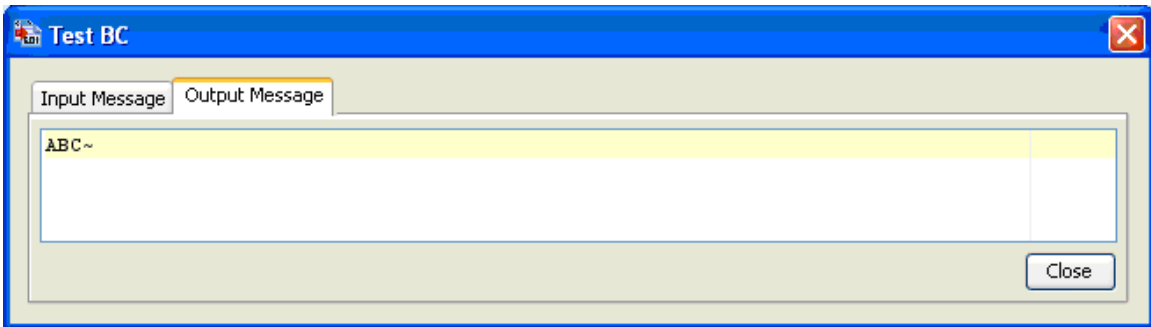 Test BC
Input Message Output Message
ABC~
Close